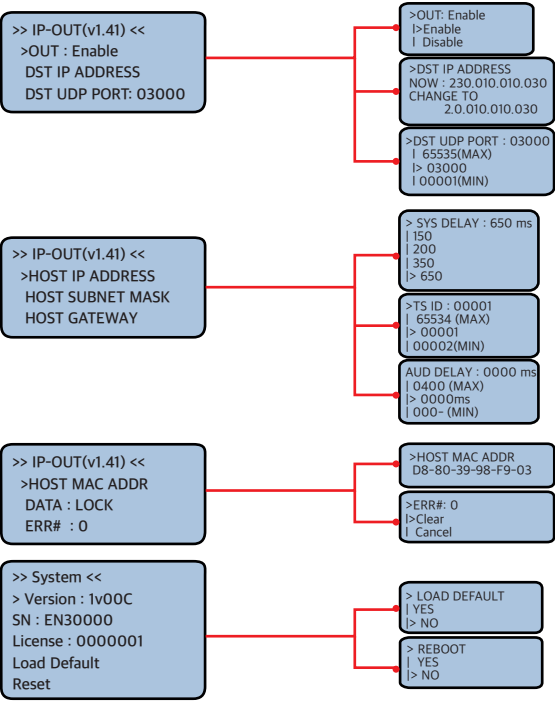 >> IP-OUT(v1.41) <<
>OUT : Enable
DST IP ADDRESS
DST UDP PORT: 03000
>OUT: Enable
|>Enable
| Disable
>DST IP ADDRESS
NOW : 230.010.010.030
CHANGE TO
2.0.010.010.030
>DST UDP PORT : 03000
| 65535(MAX)
|> 03000
| 00001(MIN)
>> IP-OUT(v1.41) <<
>HOST IP ADDRESS
HOST SUBNET MASK
HOST GATEWAY
> SYS DELAY : 650 ms
| 150
| 200
| 350
|> 650
>TS ID : 00001
| 65534 (MAX)
|> 00001
| 00002(MIN)
AUD DELAY : 0000 ms
| 0400 (MAX)
|> 0000ms
| 000- (MIN)
>> IP-OUT(v1.41) <<
>HOST MAC ADDR
DATA : LOCK
ERR# : 0
>HOST MAC ADDR
D8-80-39-98-F9-03
>ERR#: 0
|>Clear
| Cancel
>> System <<
> Version : 1v00C
SN : EN30000
License : 0000001
Load Default
Reset
> LOAD DEFAULT
| YES
|> NO
> REBOOT
| YES
|> NO